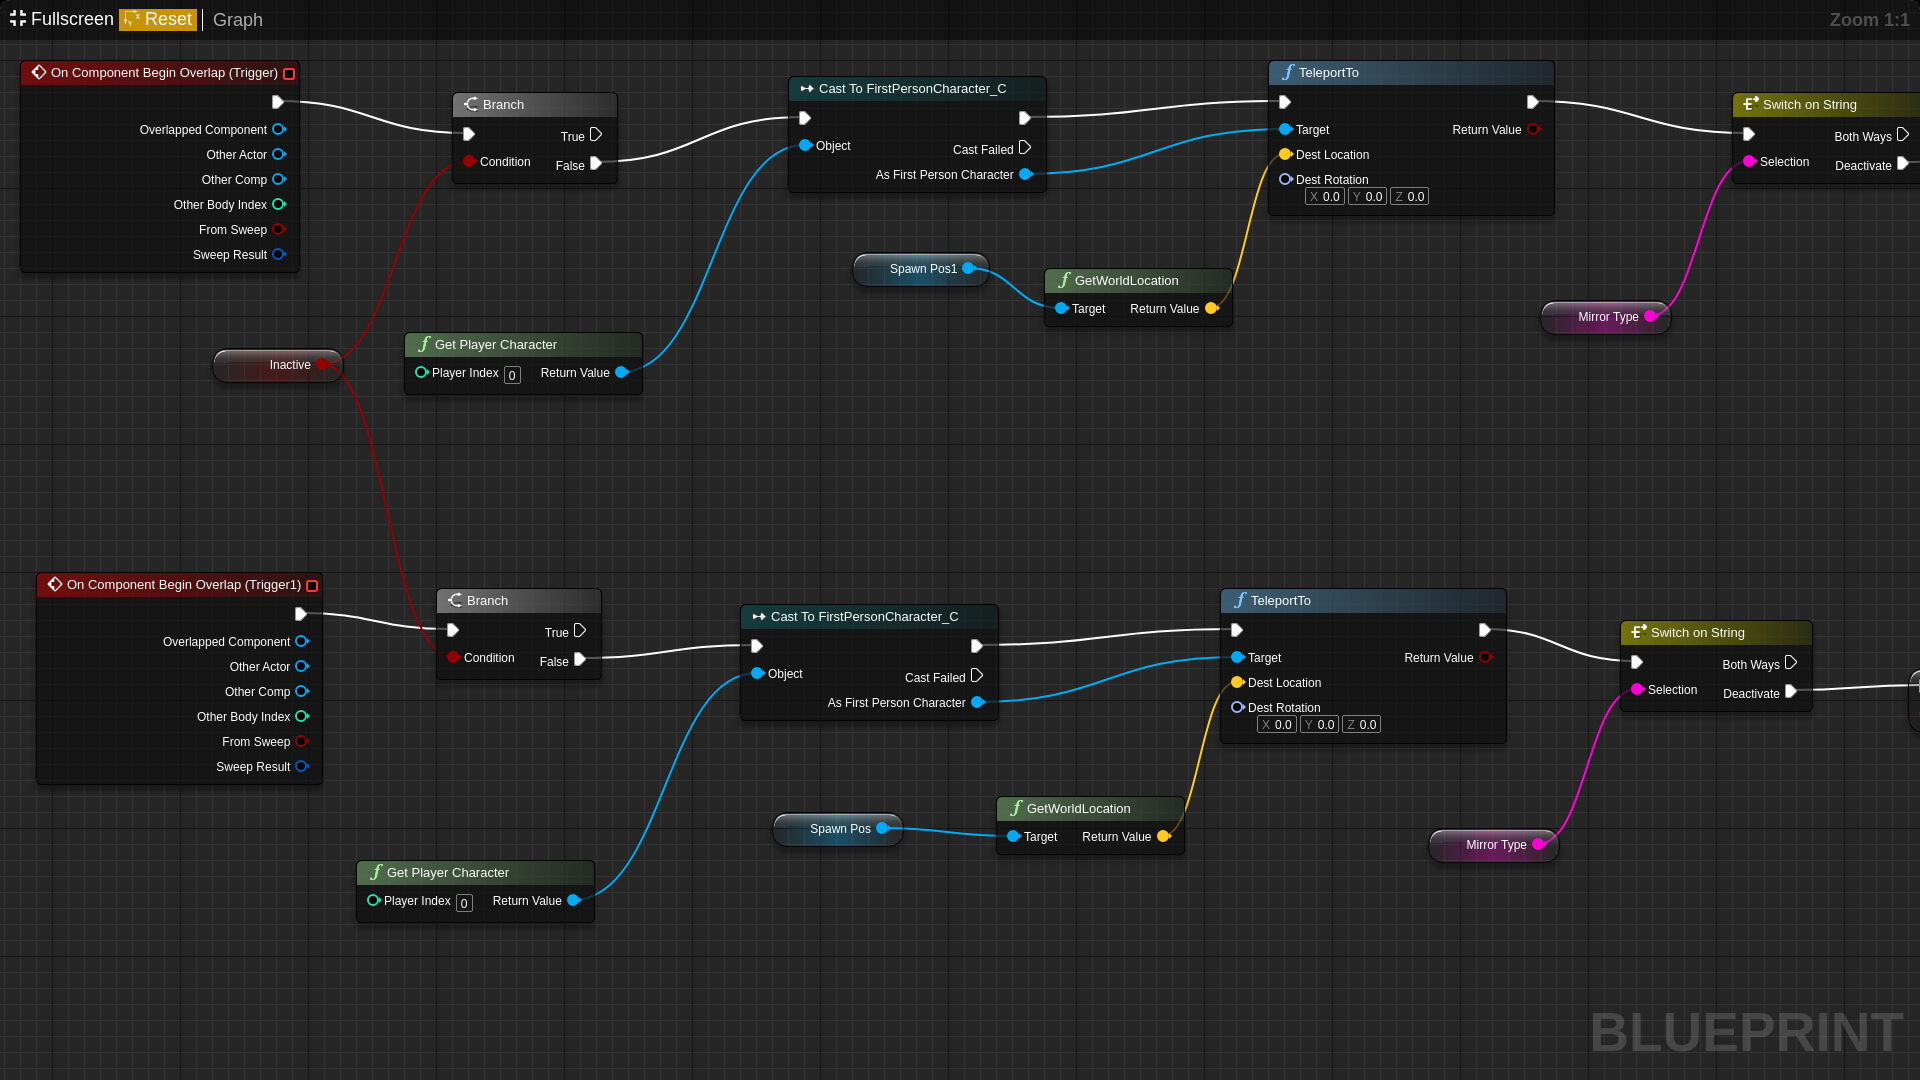 Fullscreen Reset Graph Zoom 1:1
On Component Begin Overlap (Trigger)
Overlapped Component
Other Actor
Other Comp
Other Body Index
From Sweep
Sweep Result
Branch
True
Condition
False
Cast To FirstPersonCharacter_C
Object
Cast Failed
As First Person Character
TeleportTo
Target
Return Value
Dest Location
Dest Rotation
X 0.0 Y 0.0 Z 0.0
Switch on String
Both Ways
Selection
Deactivate
Spawn Pos1
GetWorldLocation
Target Return Value
Mirror Type
Inactive
Get Player Character
Player Index 0 Return Value
On Component Begin Overlap (Trigger1)
Overlapped Component
Other Actor
Other Comp
Other Body Index
From Sweep
Sweep Result
Branch
True
Condition
False
Cast To FirstPersonCharacter_C
Object
Cast Failed
As First Person Character
TeleportTo
Target
Return Value
Dest Location
Dest Rotation
X 0.0 Y 0.0 Z 0.0
Switch on String
Both Ways
Selection
Deactivate
Spawn Pos
GetWorldLocation
Target Return Value
Mirror Type
Get Player Character
Player Index 0 Return Value
BLUEPRINT